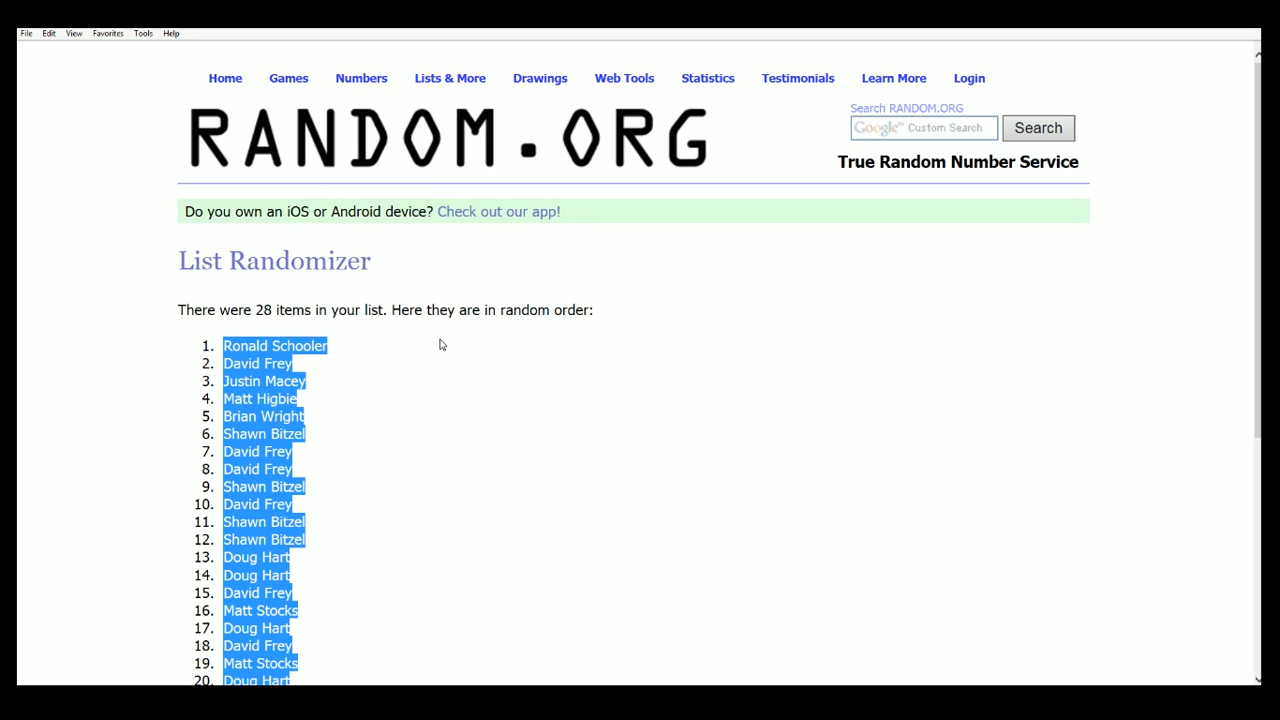 File Edit View Favorites Tools Help
Home Games Numbers Lists & More Drawings Web Tools Statistics Testimonials Learn More Login
RANDOM.ORG
Search RANDOM.ORG
Google™ Custom Search Search
True Random Number Service
Do you own an iOS or Android device? Check out our app!
List Randomizer
There were 28 items in your list. Here they are in random order:
1. Ronald Schooler
2. David Frey
3. Justin Macey
4. Matt Higbie
5. Brian Wright
6. Shawn Bitzel
7. David Frey
8. David Frey
9. Shawn Bitzel
10. David Frey
11. Shawn Bitzel
12. Shawn Bitzel
13. Doug Hart
14. Doug Hart
15. David Frey
16. Matt Stocks
17. Doug Hart
18. David Frey
19. Matt Stocks
20. Doug Hart